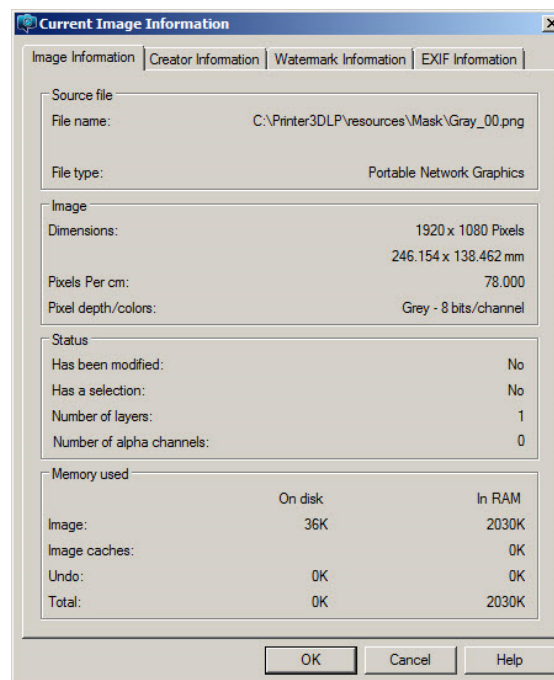 Current Image Information
Image Information Creator Information Watermark Information EXIF Information
Source file
File name: C:\Printer3DLP\resources\Mask\Gray_00.png
File type: Portable Network Graphics
Image
Dimensions: 1920 x 1080 Pixels
246.154 x 138.462 mm
Pixels Per cm: 78.000
Pixel depth/colors: Grey - 8 bits/channel
Status
Has been modified: No
Has a selection: No
Number of layers: 1
Number of alpha channels: 0
Memory used
On disk In RAM
Image: 36K 2030K
Image caches: 0K
Undo: 0K 0K
Total: 0K 2030K
OK Cancel Help